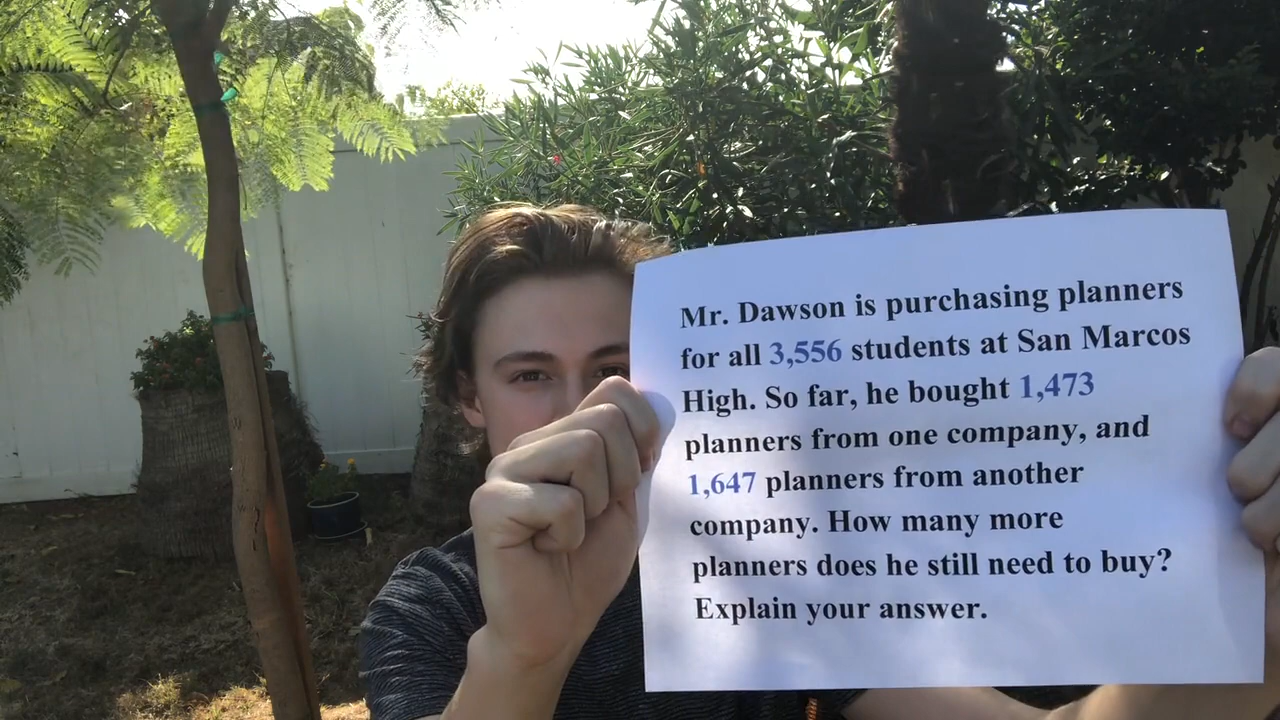 Mr. Dawson is purchasing planners
for all 3,556 students at San Marcos
High. So far, he bought 1,473
planners from one company, and
1,647 planners from another
company. How many more
planners does he still need to buy?
Explain your answer.